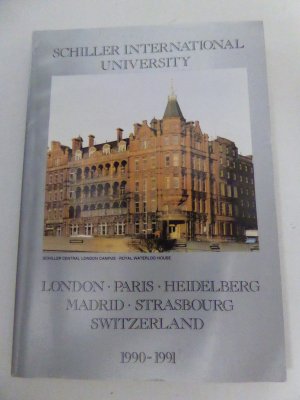 SCHILLER INTERNATIONAL
UNIVERSITY
SCHILLER CENTRAL LONDON CAMPUS - ROYAL WATERLOO HOUSE
LONDON · PARIS · HEIDELBERG
MADRID · STRASBOURG
SWITZERLAND
1990-1991